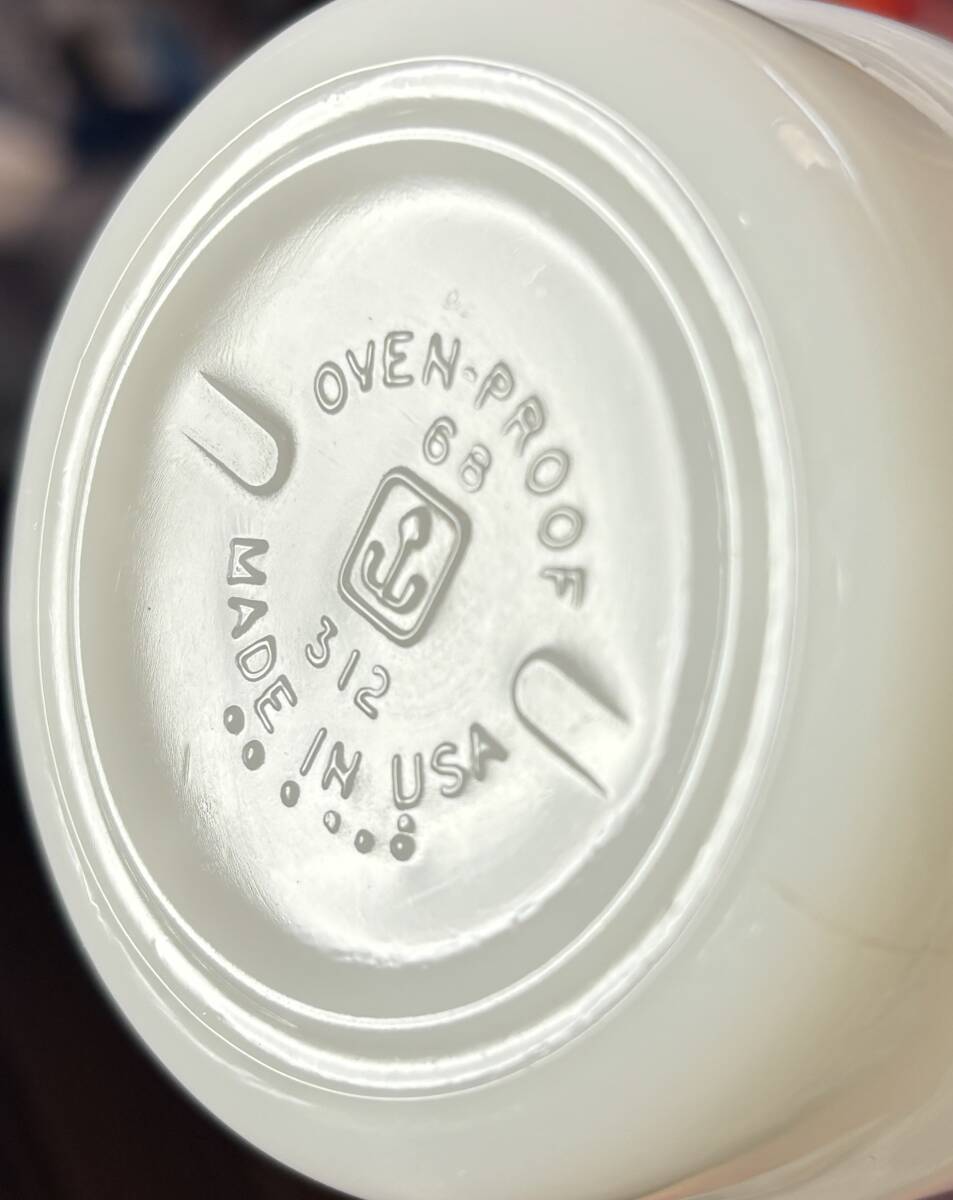 OVEN-PROOF
68
312
MADE IN USA